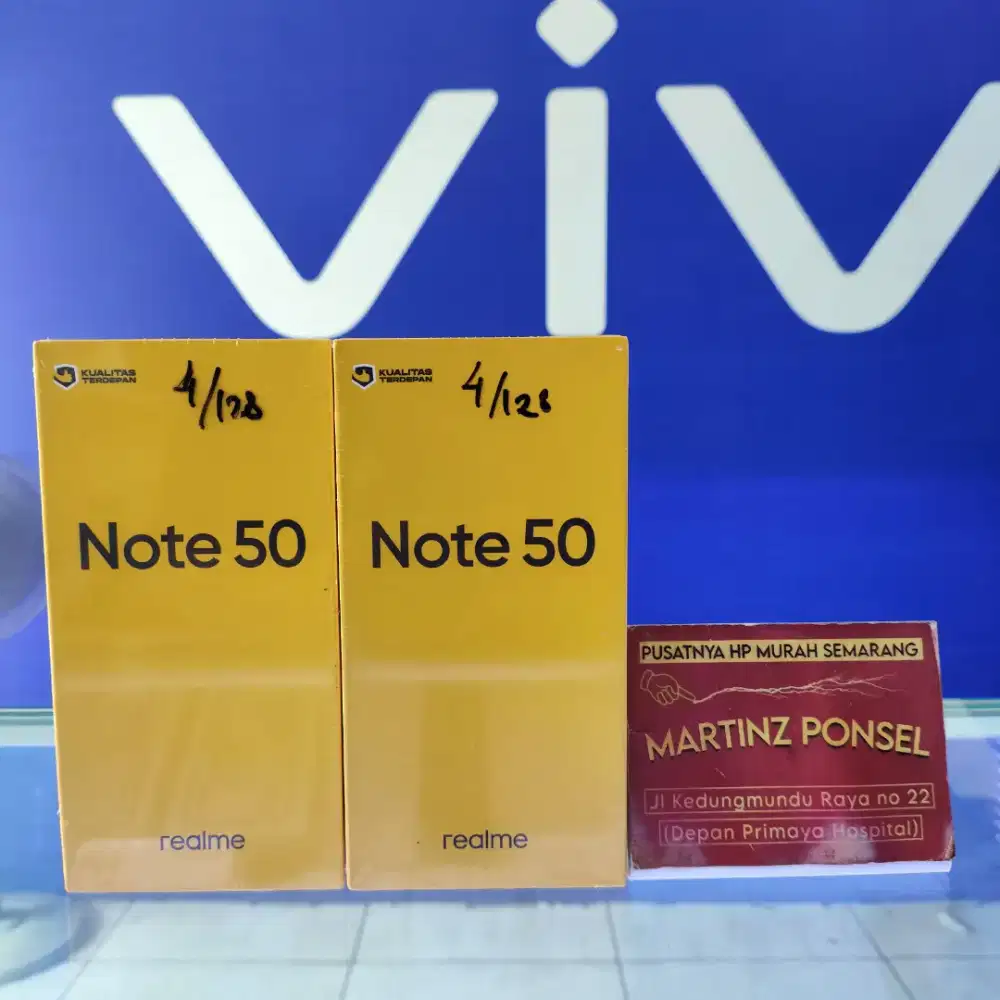 viv
KUALITAS
TERDEPAN
4/128
Note 50
realme
KUALITAS
TERDEPAN
4/128
Note 50
realme
PUSATNYA HP MURAH SEMARANG
MARTINZ PONSEL
Jl Kedungmundu Raya no 22
(Depan Primaya Hospital)